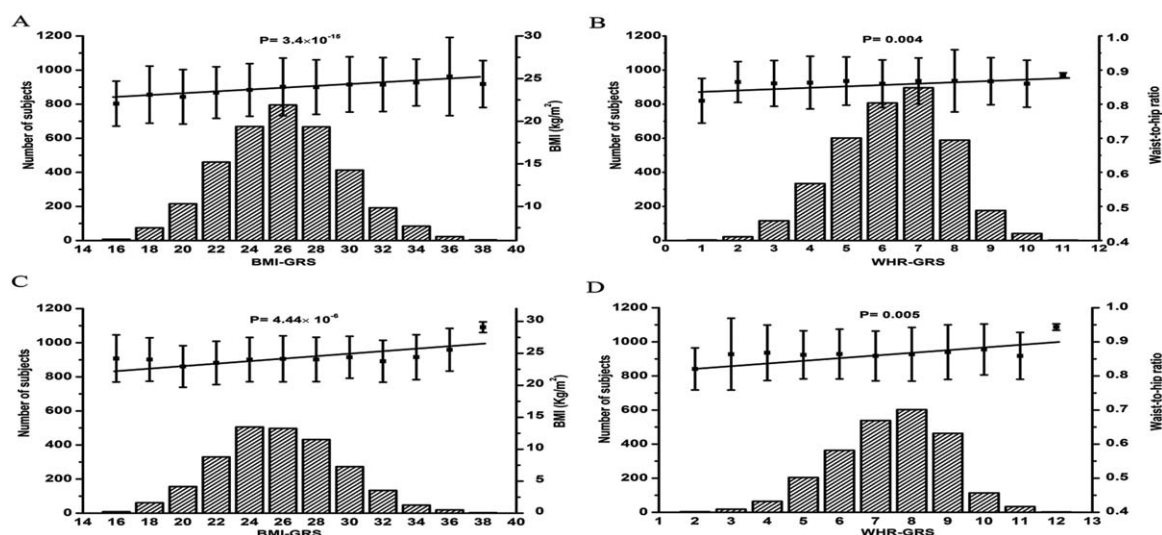 A
P= 3.4×10⁻¹⁵
Number of subjects
1200
1000
800
600
400
200
0
30
25
20
15
10
5
BMI (kg/m²)
14 16 18 20 22 24 26 28 30 32 34 36 38 40
BMI-GRS
B
P= 0.004
Number of subjects
1200
1000
800
600
400
200
0
1.0
0.9
0.8
0.7
0.6
0.5
0.4
Waist-to-hip ratio
0 1 2 3 4 5 6 7 8 9 10 11 12
WHR-GRS
C
P= 4.44× 10⁻⁶
Number of subjects
1200
1000
800
600
400
200
0
30
25
20
15
10
5
0
BMI (Kg/m²)
14 16 18 20 22 24 26 28 30 32 34 36 38 40
BMI-GRS
D
P= 0.005
Number of subjects
1200
1000
800
600
400
200
0
1.0
0.9
0.8
0.7
0.6
0.5
0.4
Waist-to-hip ratio
1 2 3 4 5 6 7 8 9 10 11 12 13
WHR-GRS